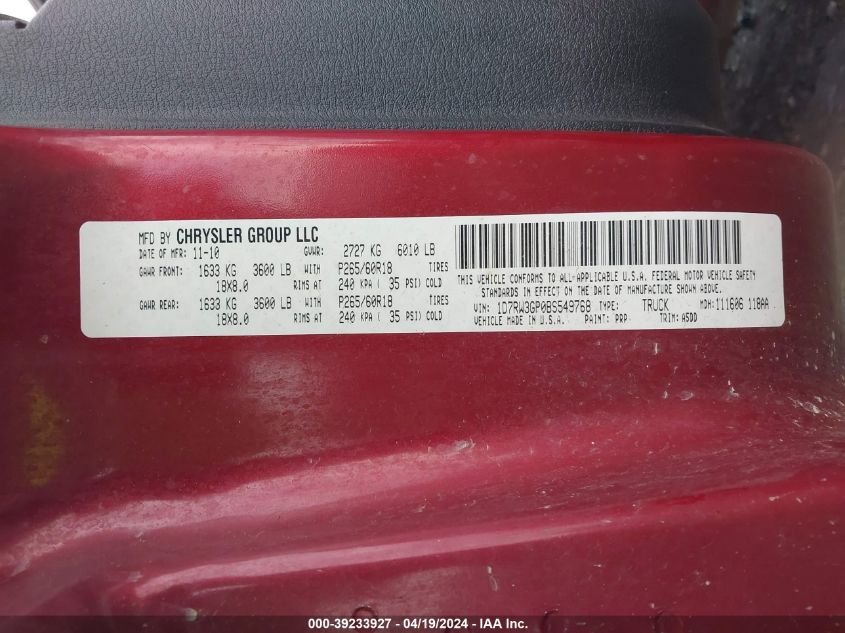 MFD BY CHRYSLER GROUP LLC
DATE OF MFR: 11-10 GVWR: 2727 KG 6010 LB
GAWR FRONT: 1633 KG 3600 LB WITH P265/60R18 TIRES
18X8.0 RIMS AT 240 KPA ( 35 PSI) COLD
GAWR REAR: 1633 KG 3600 LB WITH P265/60R18 TIRES
18X8.0 RIMS AT 240 KPA ( 35 PSI) COLD
THIS VEHICLE CONFORMS TO ALL-APPLICABLE U.S.A. FEDERAL MOTOR VEHICLE SAFETY
STANDARDS IN EFFECT ON THE DATE OF MANUFACTURE SHOWN ABOVE.
VIN: 1D7RW3GP0BS549768 TYPE: TRUCK MDH: 111606 118AA
VEHICLE MADE IN U.S.A. PAINT: PRP TRIM: A5DD
000-39233927 - 04/19/2024 - IAA Inc.